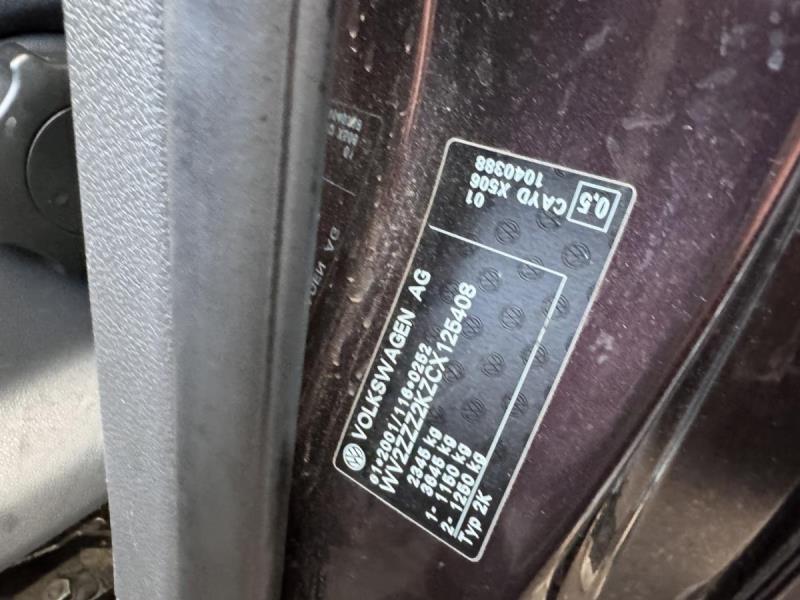 VOLKSWAGEN AG
e1*2001/116*0252
WV2ZZZ2KZCX125408
2345 kg
3645 kg
1- 1150 kg
2- 1250 kg
Typ 2K
01
CAYD X506
1040388
0.5